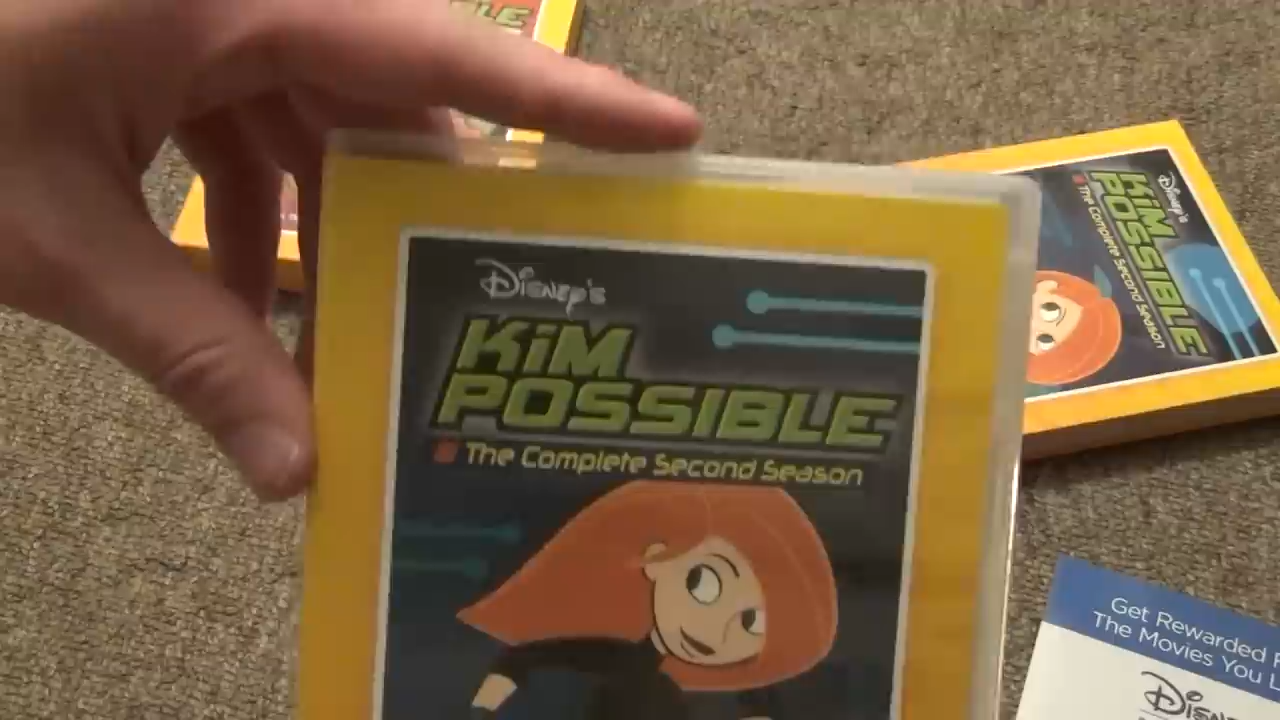 Disney's
KiM
POSSIBLE
The Complete Second Season
Disney's
KiM
POSSIBLE
The Complete Second Season
Get Rewarded
The Movies You